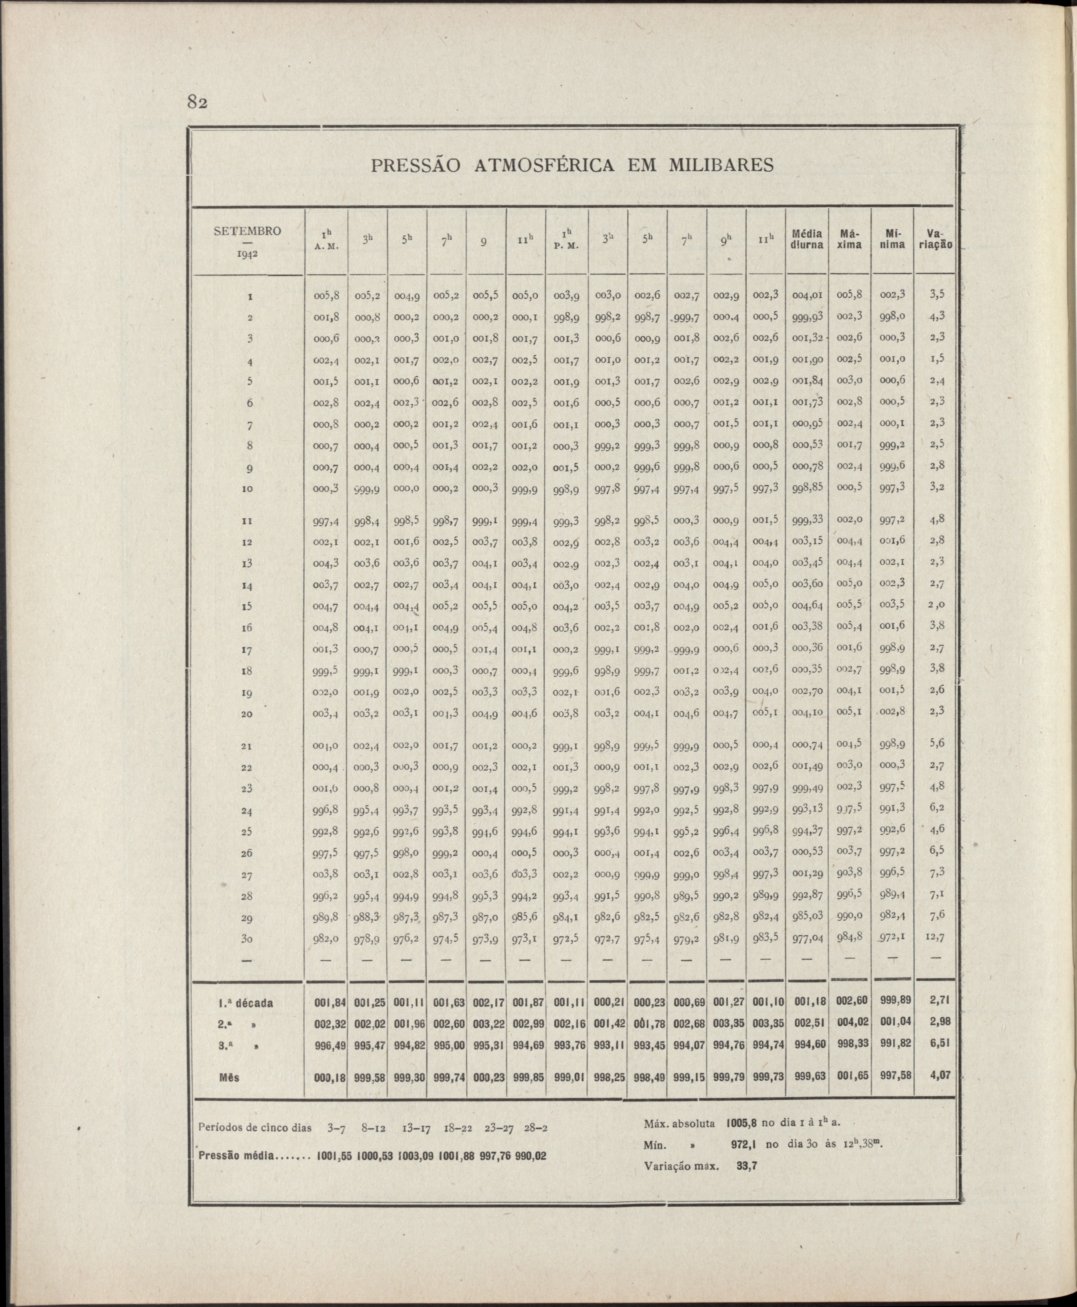 82
PRESSÃO ATMOSFÉRICA EM MILIBARES
SETEMBRO — 1942 1h A. M. 3h 5h 7h 9 11h 1h P. M. 3h 5h 7h 9h 11h Média diurna Má-xima Mí-nima Va-riação
1 005,8 005,2 004,9 005,2 005,5 005,0 003,9 003,0 002,6 002,7 002,9 002,3 004,01 005,8 002,3 3,5
2 001,8 000,8 000,2 000,2 000,2 000,1 998,9 998,2 998,7 999,7 000,4 000,5 999,93 002,3 998,0 4,3
3 000,6 000,2 000,3 001,0 001,8 001,7 001,3 000,6 000,9 001,8 002,6 002,6 001,32 002,6 000,3 2,3
4 002,4 002,1 001,7 002,0 002,7 002,5 001,7 001,0 001,2 001,7 002,2 001,9 001,90 002,5 001,0 1,5
5 001,5 001,1 000,6 001,2 002,1 002,2 001,9 001,3 001,7 002,6 002,9 002,9 001,84 003,0 000,6 2,4
6 002,8 002,4 002,3 002,6 002,8 002,5 001,6 000,5 000,6 000,7 001,2 001,1 001,73 002,8 000,5 2,3
7 000,8 000,2 000,2 001,2 002,4 001,6 001,1 000,3 000,3 000,7 001,5 001,1 000,95 002,4 000,1 2,3
8 000,7 000,4 000,5 001,3 001,7 001,2 000,3 999,2 999,3 999,8 000,9 000,8 000,53 001,7 999,2 2,5
9 000,7 000,4 000,4 001,4 002,2 002,0 001,5 000,2 999,6 999,8 000,6 000,5 000,78 002,4 999,6 2,8
10 000,3 999,9 000,0 000,2 000,3 999,9 998,9 997,8 997,4 997,4 997,5 997,3 998,85 000,5 997,3 3,2
11 997,4 998,4 998,5 998,7 999,1 999,4 999,3 998,2 998,5 000,3 000,9 001,5 999,33 002,0 997,2 4,8
12 002,1 002,1 001,6 002,5 003,7 003,8 002,9 002,8 003,2 003,6 004,4 004,4 003,15 004,4 001,6 2,8
13 004,3 003,6 003,6 003,7 004,1 003,4 002,9 002,3 002,4 003,1 004,1 004,0 003,45 004,4 002,1 2,3
14 003,7 002,7 002,7 003,4 004,1 004,1 003,0 002,4 002,9 004,0 004,9 005,0 003,60 005,0 002,3 2,7
15 004,7 004,4 004,4 005,2 005,5 005,0 004,2 003,5 003,7 004,9 005,2 005,0 004,64 005,5 003,5 2,0
16 004,8 004,1 004,1 004,9 005,4 004,8 003,6 002,2 001,8 002,0 002,4 001,6 003,38 005,4 001,6 3,8
17 001,3 000,7 000,5 000,5 001,4 001,1 000,2 999,1 999,2 999,9 000,6 000,3 000,36 001,6 998,9 2,7
18 999,5 999,1 999,1 000,3 000,7 000,4 999,6 998,9 999,7 001,2 002,4 002,6 000,35 002,7 998,9 3,8
19 002,0 001,9 002,0 002,5 003,3 003,3 002,1 001,6 002,3 003,2 003,9 004,0 002,70 004,1 001,5 2,6
20 003,4 003,2 003,1 004,3 004,9 004,6 003,8 003,2 004,1 004,6 004,7 005,1 004,10 005,1 002,8 2,3
21 004,0 002,4 002,0 001,7 001,2 000,2 999,1 998,9 999,5 999,9 000,5 000,4 000,74 004,5 998,9 5,6
22 000,4 000,3 000,3 000,9 002,3 002,1 001,3 000,9 001,1 002,3 002,9 002,6 001,49 003,0 000,3 2,7
23 001,0 000,8 000,4 001,2 001,4 000,5 999,2 998,2 997,8 997,9 998,3 997,9 999,49 002,3 997,5 4,8
24 996,8 995,4 993,7 993,5 993,4 992,8 991,4 991,4 992,0 992,5 992,8 992,9 993,13 997,5 991,3 6,2
25 992,8 992,6 992,6 993,8 994,6 994,6 994,1 993,6 994,1 995,2 996,4 996,8 994,37 997,2 992,6 4,6
26 997,5 997,5 998,0 999,2 000,4 000,5 000,3 000,4 001,4 002,6 003,4 003,7 000,53 003,7 997,2 6,5
27 003,8 003,1 002,8 003,1 003,6 003,3 002,2 000,9 999,9 999,0 998,4 997,3 001,29 903,8 996,5 7,3
28 996,2 995,4 994,9 994,8 995,3 994,2 993,4 991,5 990,8 989,5 990,2 989,9 992,87 996,5 989,4 7,1
29 989,8 988,3 987,3 987,3 987,0 985,6 984,1 982,6 982,5 982,6 982,8 982,4 985,03 990,0 982,4 7,6
30 982,0 978,9 976,2 974,5 973,9 973,1 972,5 972,7 975,4 979,2 981,9 983,5 977,04 984,8 972,1 12,7
— — — — — — — — — — — — — — — — —
1.ª década 001,84 001,25 001,11 001,63 002,17 001,87 001,11 000,21 000,23 000,69 001,27 001,10 001,18 002,60 999,89 2,71
2.ª » 002,32 002,02 001,96 002,60 003,22 002,99 002,16 001,42 001,78 002,68 003,35 003,35 002,51 004,02 001,04 2,98
3.ª » 996,49 995,47 994,82 995,00 995,31 994,69 993,76 993,11 993,45 994,07 994,76 994,74 994,60 998,33 991,82 6,51
Mês 000,18 999,58 999,30 999,74 000,23 999,85 999,01 998,25 998,49 999,15 999,79 999,73 999,63 001,65 997,58 4,07
Períodos de cinco dias 3-7 8-12 13-17 18-22 23-27 28-2
Pressão média....... 1001,55 1000,53 1003,09 1001,88 997,76 990,02
Máx. absoluta 1005,8 no dia 1 à 1h a.
Mín. » 972,1 no dia 30 às 12h,38m.
Variação max. 33,7